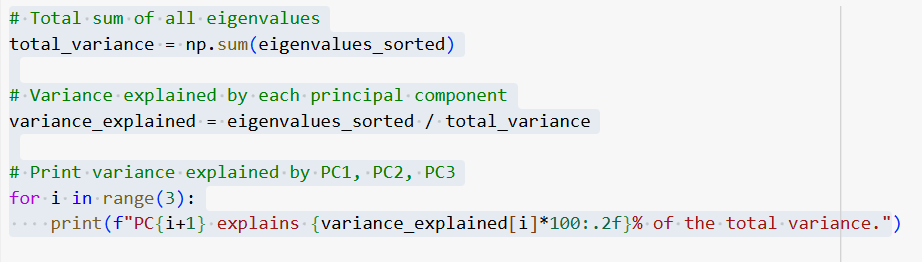 # Total sum of all eigenvalues
total_variance = np.sum(eigenvalues_sorted)
# Variance explained by each principal component
variance_explained = eigenvalues_sorted / total_variance
# Print variance explained by PC1, PC2, PC3
for i in range(3):
    print(f"PC{i+1} explains {variance_explained[i]*100:.2f}% of the total variance.")